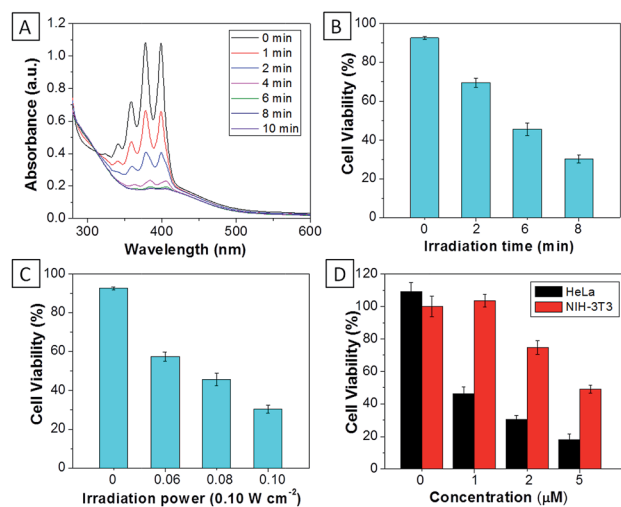 A
Absorbance (a.u.)
1.2
1.0
0.8
0.6
0.4
0.2
0.0
0 min
1 min
2 min
4 min
6 min
8 min
10 min
300 400 500 600
Wavelength (nm)
B
Cell Viability (%)
100
80
60
40
20
0
0 2 6 8
Irradiation time (min)
C
Cell Viability (%)
100
80
60
40
20
0
0 0.06 0.08 0.10
Irradiation power (0.10 W cm⁻²)
D
Cell Viability (%)
120
100
80
60
40
20
0
HeLa
NIH-3T3
0 1 2 5
Concentration (μM)